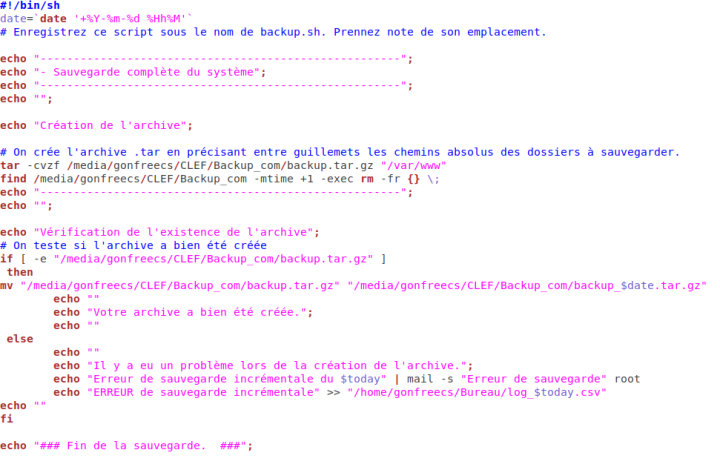 #!/bin/sh
date=`date '+%Y-%m-%d %Hh%M'`
# Enregistrez ce script sous le nom de backup.sh. Prennez note de son emplacement.
echo "------------------------------------------------------";
echo "- Sauvegarde complète du système";
echo "------------------------------------------------------";
echo "";
echo "Création de l'archive";
# On crée l'archive .tar en précisant entre guillemets les chemins absolus des dossiers à sauvegarder.
tar -cvzf /media/gonfreecs/CLEF/Backup_com/backup.tar.gz "/var/www"
find /media/gonfreecs/CLEF/Backup_com -mtime +1 -exec rm -fr {} \;
echo "------------------------------------------------------";
echo "";
echo "Vérification de l'existence de l'archive";
# On teste si l'archive a bien été créée
if [ -e "/media/gonfreecs/CLEF/Backup_com/backup.tar.gz" ]
 then
mv "/media/gonfreecs/CLEF/Backup_com/backup.tar.gz" "/media/gonfreecs/CLEF/Backup_com/backup_$date.tar.gz"
        echo ""
        echo "Votre archive a bien été créée.";
        echo ""
 else
        echo ""
        echo "Il y a eu un problème lors de la création de l'archive.";
        echo "Erreur de sauvegarde incrémentale du $today" | mail -s "Erreur de sauvegarde" root
        echo "ERREUR de sauvegarde incrémentale" >> "/home/gonfreecs/Bureau/log_$today.csv"
echo ""
fi
echo "### Fin de la sauvegarde.  ###";